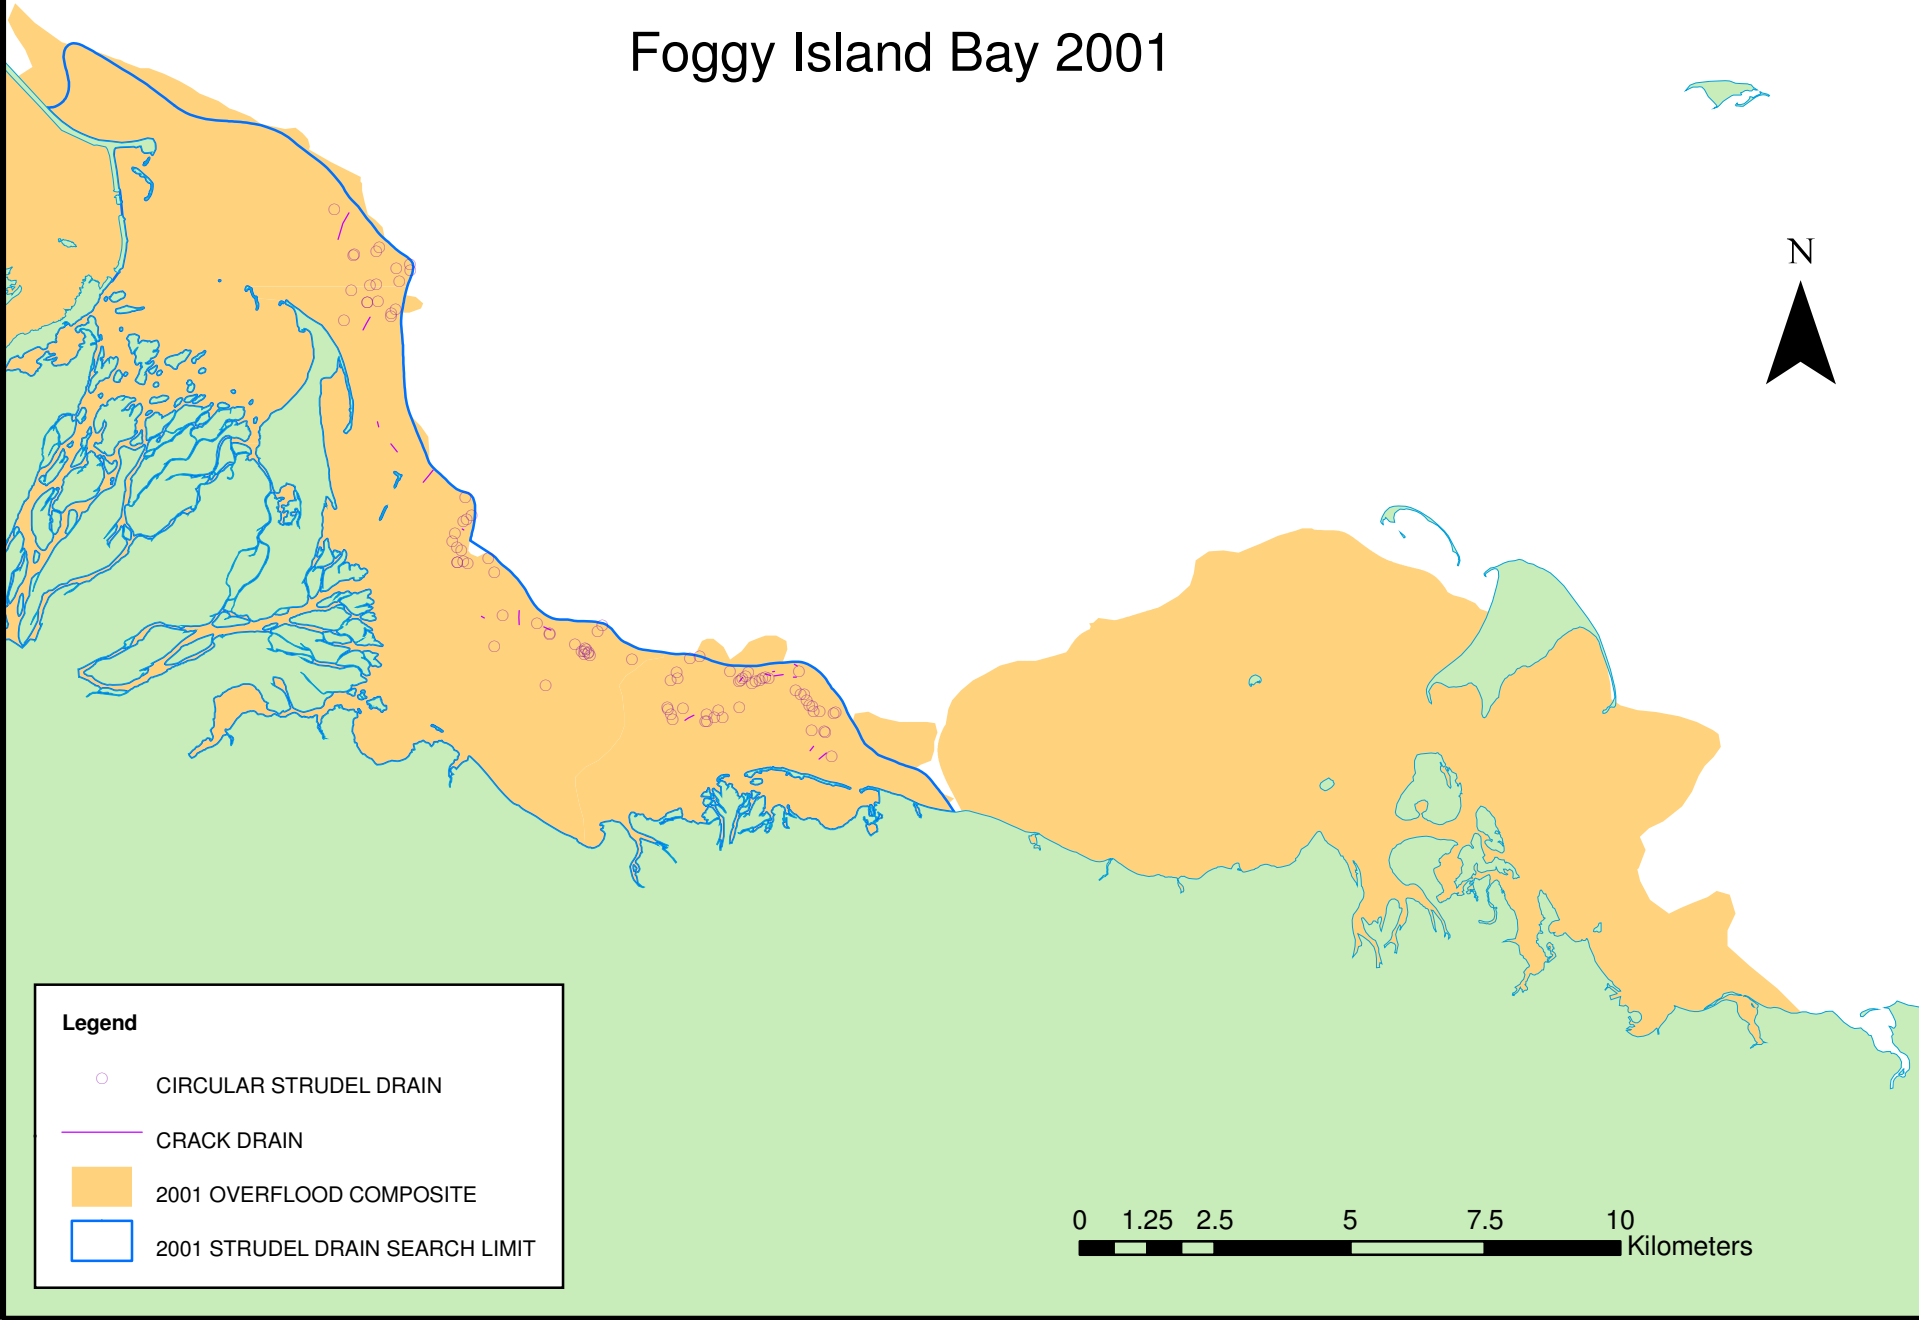 Foggy Island Bay 2001
N
Legend
CIRCULAR STRUDEL DRAIN
CRACK DRAIN
2001 OVERFLOOD COMPOSITE
2001 STRUDEL DRAIN SEARCH LIMIT
0 1.25 2.5 5 7.5 10
Kilometers